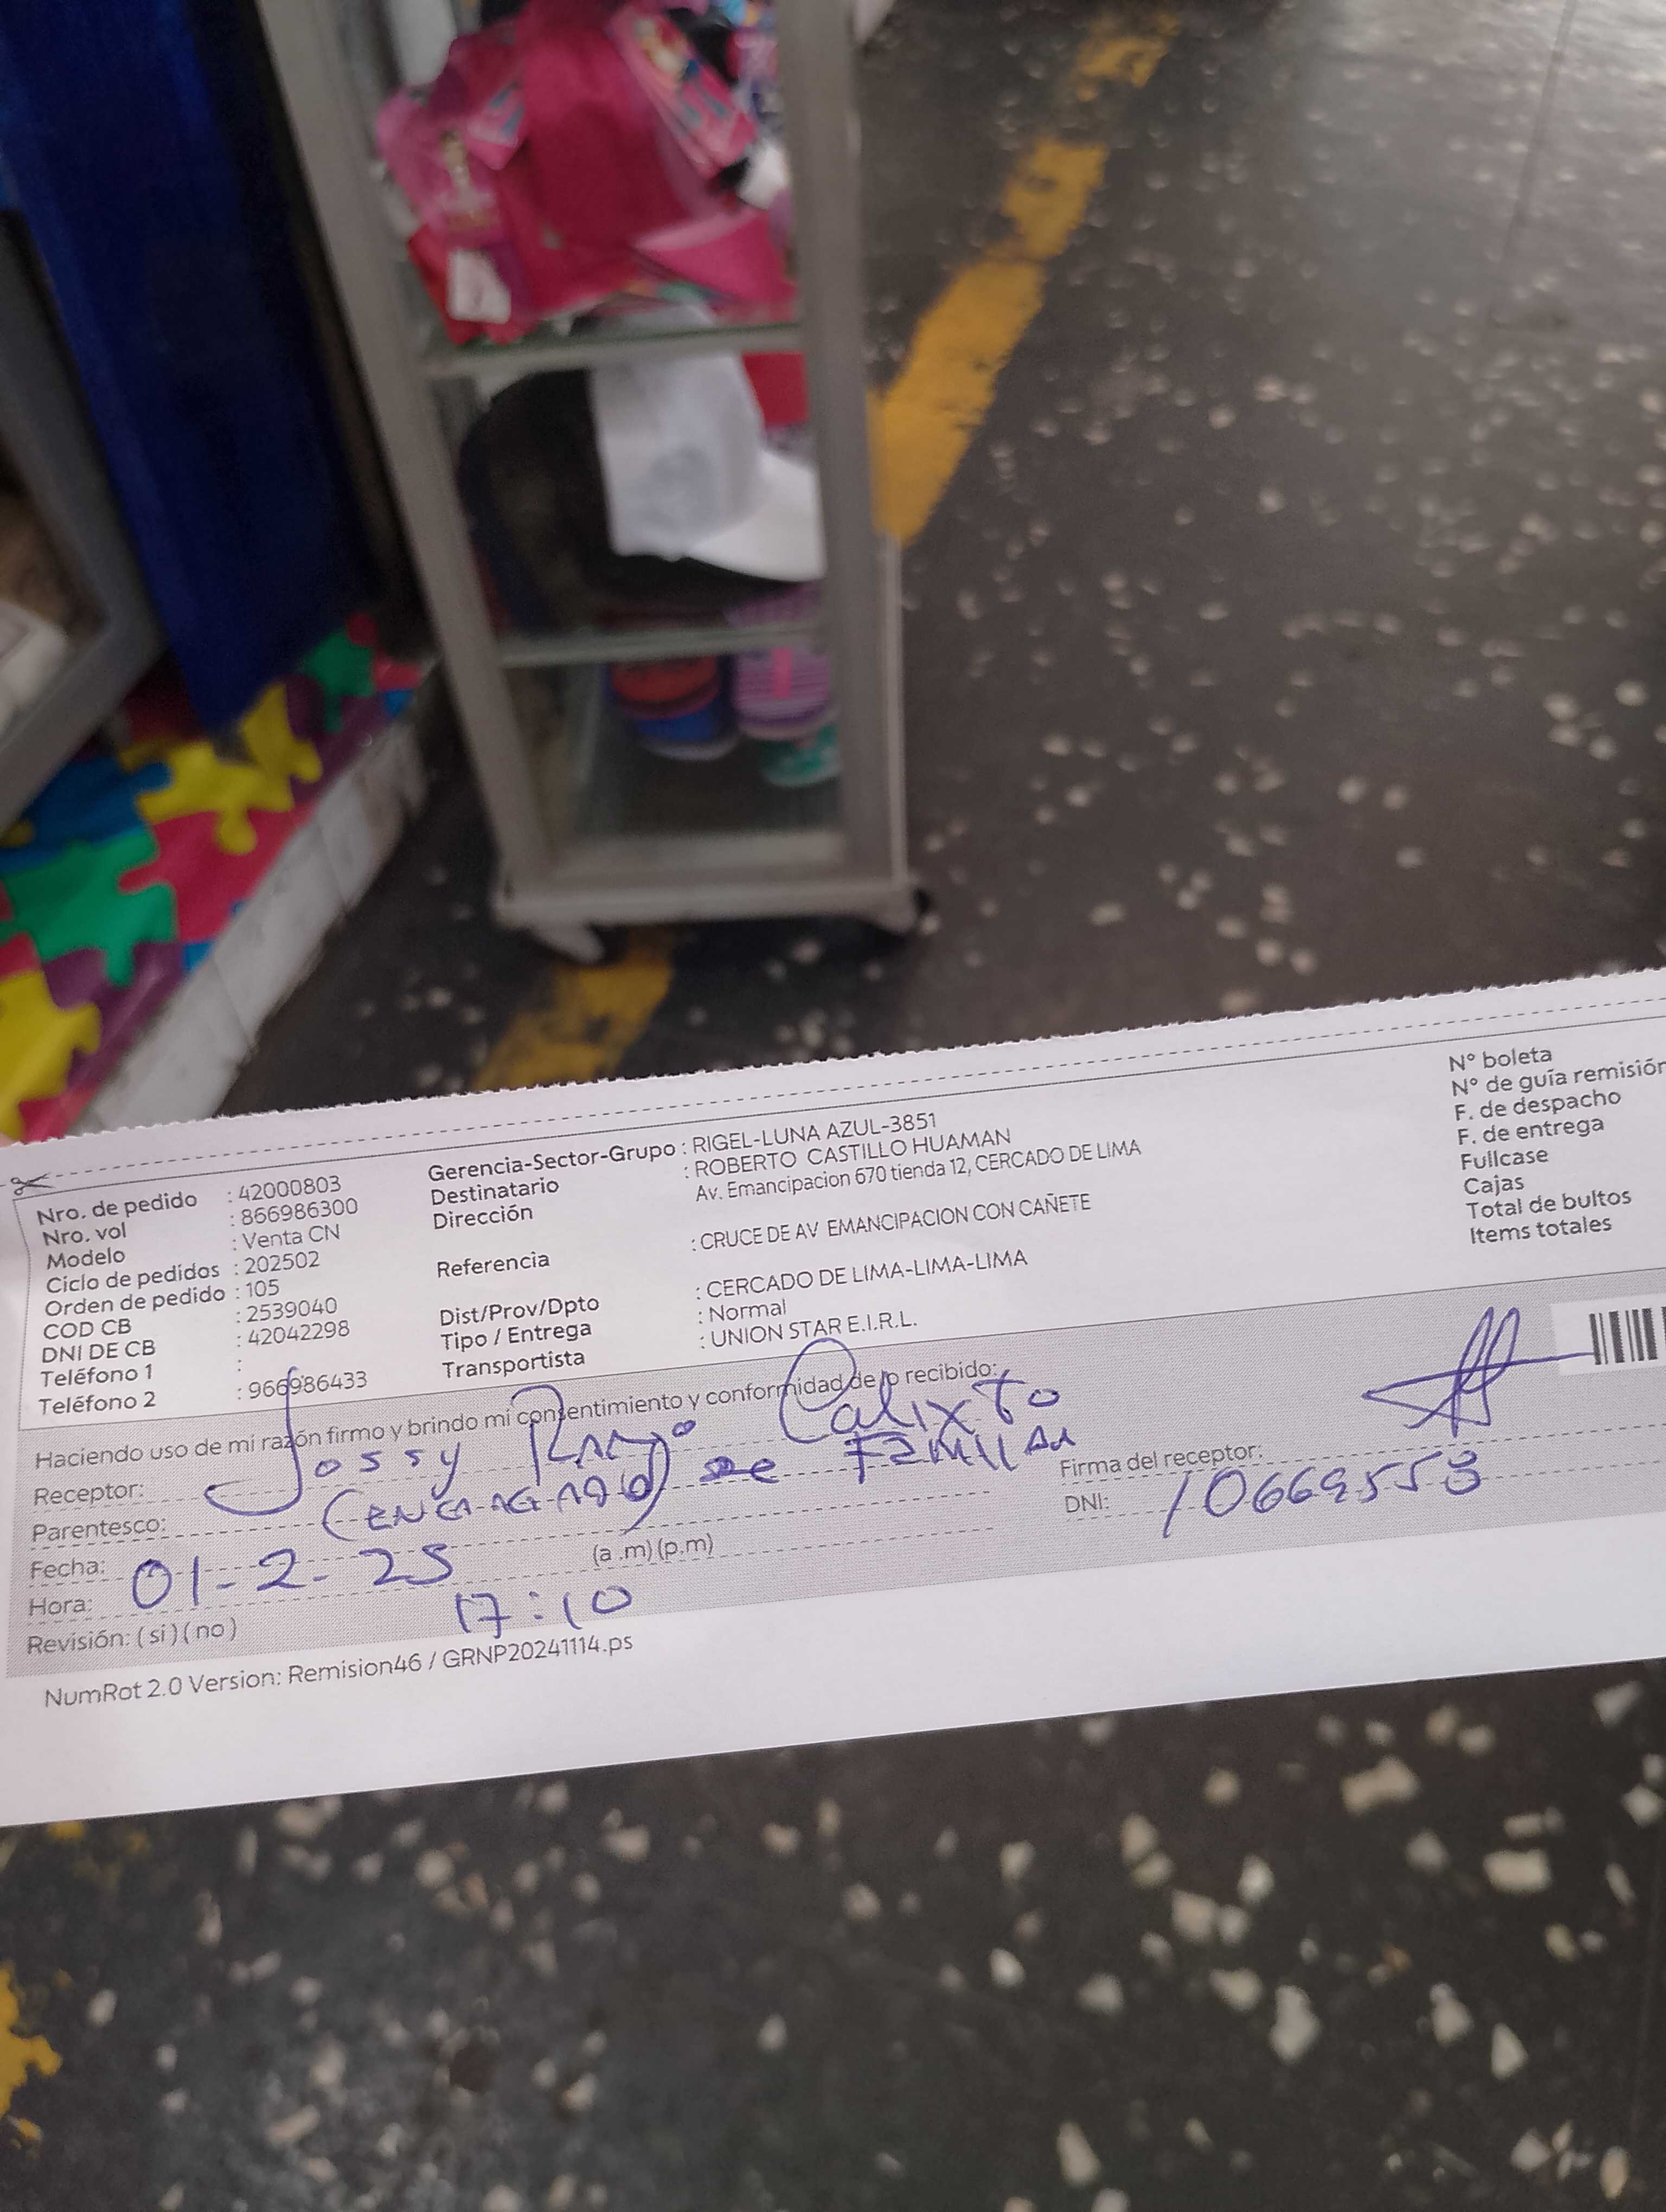 Nro. de pedido : 42000803
Nro. vol : 866986300
Modelo : Venta CN
Ciclo de pedidos : 202502
Orden de pedido : 105
COD CB : 2539040
DNI DE CB : 42042298
Teléfono 1 :
Teléfono 2 : 966986433
Gerencia-Sector-Grupo : RIGEL-LUNA AZUL-3851
Destinatario : ROBERTO CASTILLO HUAMAN
Dirección Av. Emancipacion 670 tienda 12, CERCADO DE LIMA
Referencia : CRUCE DE AV EMANCIPACION CON CAÑETE
Dist/Prov/Dpto : CERCADO DE LIMA-LIMA-LIMA
Tipo / Entrega : Normal
Transportista : UNION STAR E.I.R.L.
N° boleta
N° de guía remisión
F. de despacho
F. de entrega
Fullcase
Cajas
Total de bultos
Items totales
Haciendo uso de mi razón firmo y brindo mi consentimiento y conformidad de lo recibido:
Receptor: Jossy Calixto
Parentesco: Familiar
Fecha: 01-2-25
Hora: 17:10 (a.m)(p.m)
Revisión: (si)(no)
Firma del receptor:
DNI: 10669558
NumRot 2.0 Version: Remision46 / GRNP20241114.ps